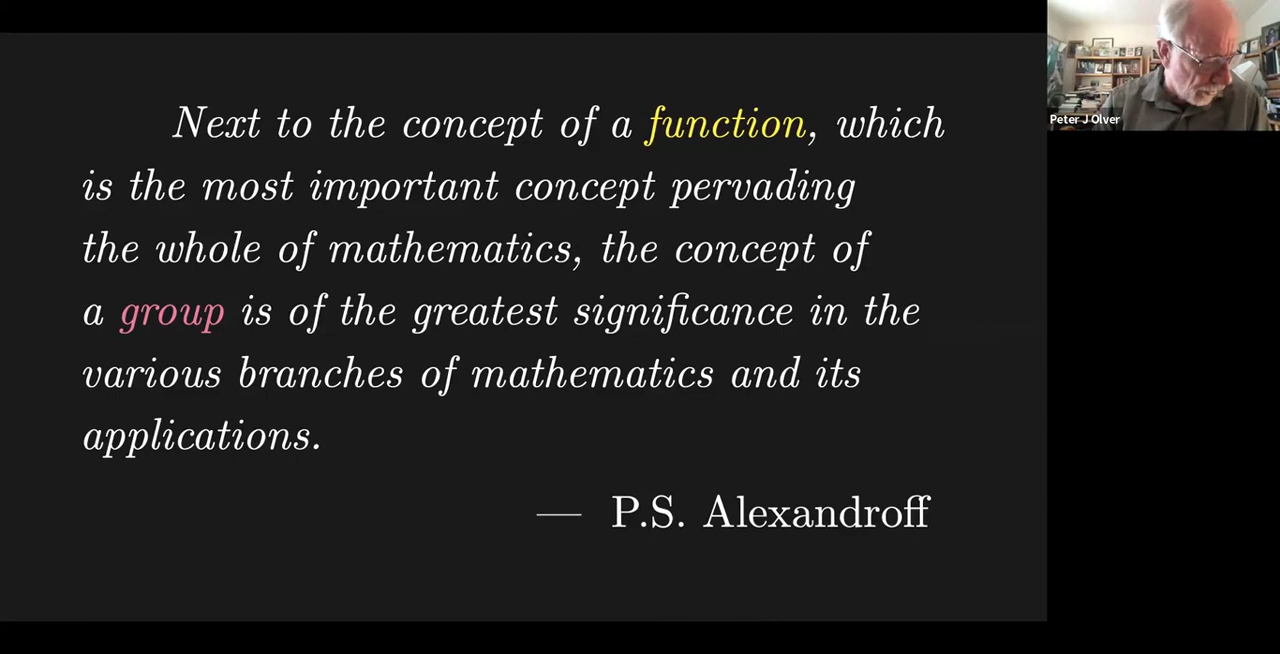 Next to the concept of a function, which
is the most important concept pervading
the whole of mathematics, the concept of
a group is of the greatest significance in the
various branches of mathematics and its
applications.
— P.S. Alexandroff
Peter J Olver